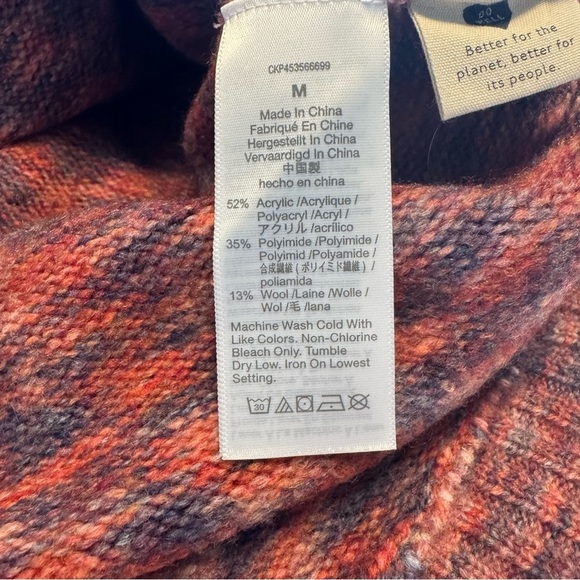 CKP453566699
M
Made In China
Fabriqué En Chine
Hergestellt In China
Vervaardigd In China
中国製
hecho en china
52% Acrylic /Acrylique /
Polyacryl /Acryl /
アクリル /acrílico
35% Polyimide /Polyimide /
Polyimid /Polyamide /
合成繊維 ( ポリイミド繊維 ) /
poliamida
13% Wool /Laine /Wolle /
Wol /毛 /lana
Machine Wash Cold With
Like Colors. Non-Chlorine
Bleach Only. Tumble
Dry Low. Iron On Lowest
Setting.
30
DO
WELL
Better for the
planet, better for
its people.